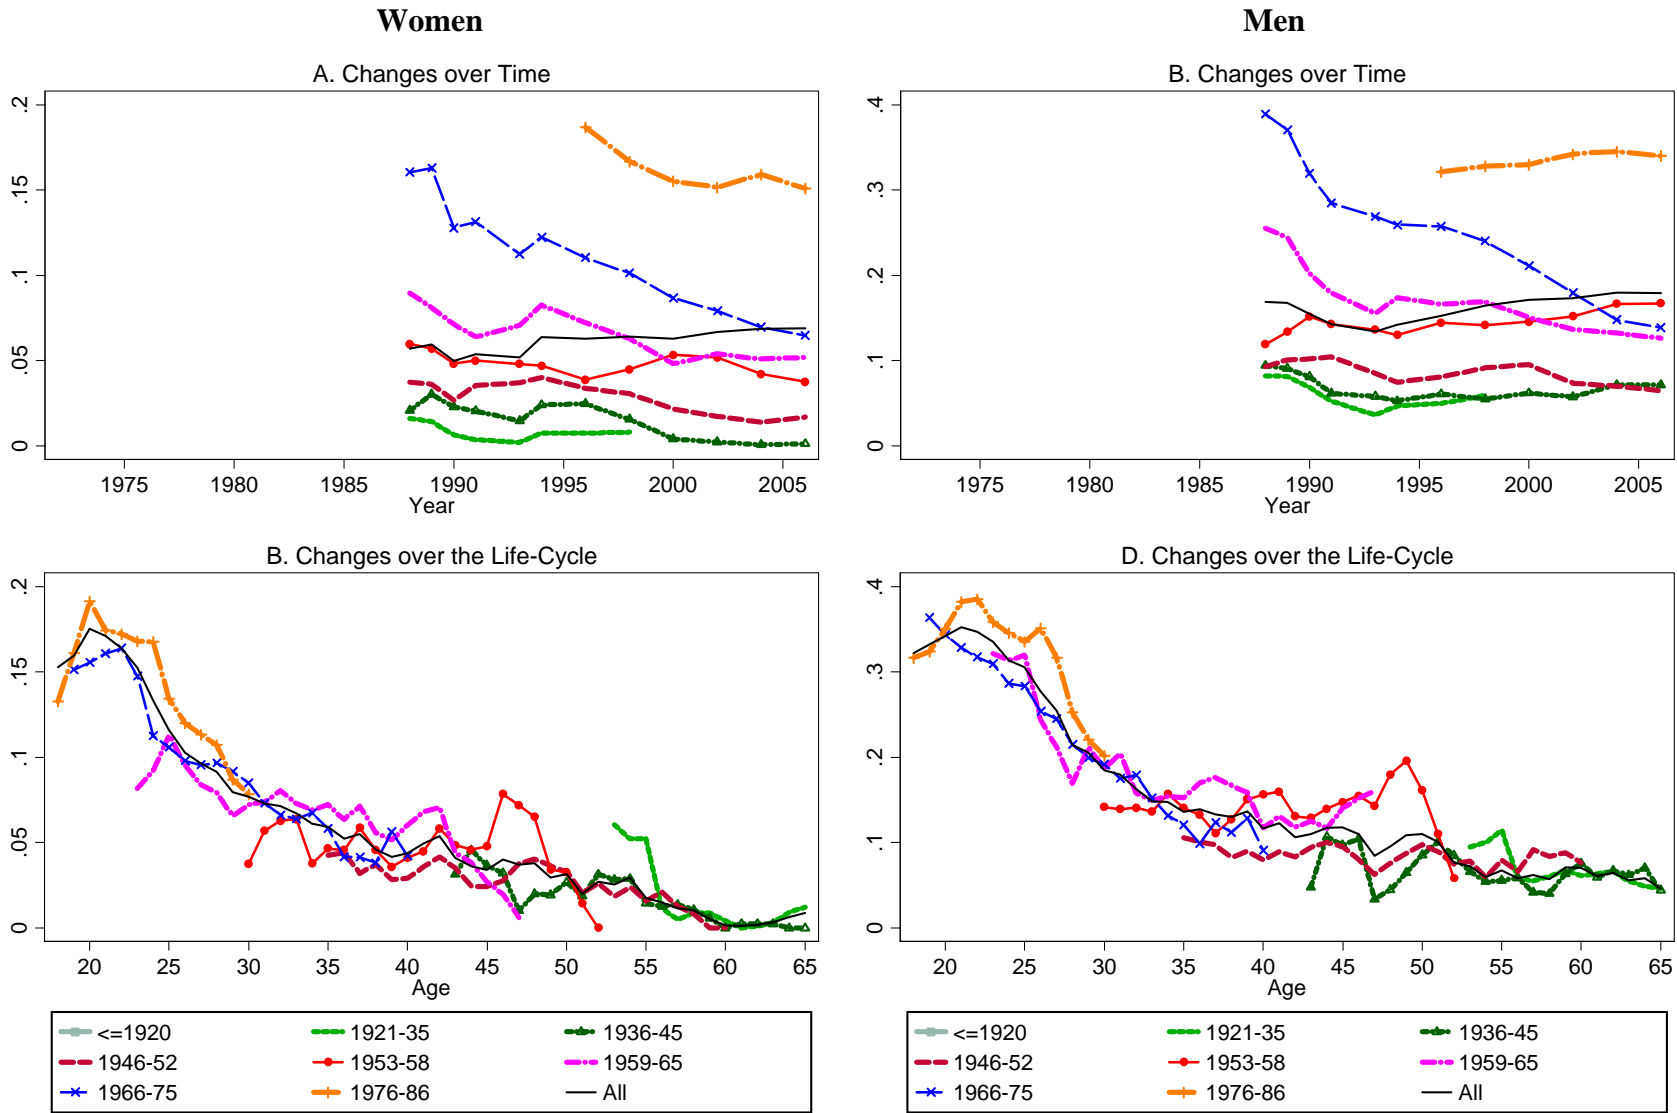 Women
Men
A. Changes over Time
B. Changes over Time
.2
.15
.1
.05
0
1975 1980 1985 1990 1995 2000 2005
Year
.4
.3
.2
.1
0
1975 1980 1985 1990 1995 2000 2005
Year
B. Changes over the Life-Cycle
D. Changes over the Life-Cycle
.2
.15
.1
.05
0
20 25 30 35 40 45 50 55 60 65
Age
.4
.3
.2
.1
0
20 25 30 35 40 45 50 55 60 65
Age
<=1920 1921-35 1936-45
1946-52 1953-58 1959-65
1966-75 1976-86 All
<=1920 1921-35 1936-45
1946-52 1953-58 1959-65
1966-75 1976-86 All